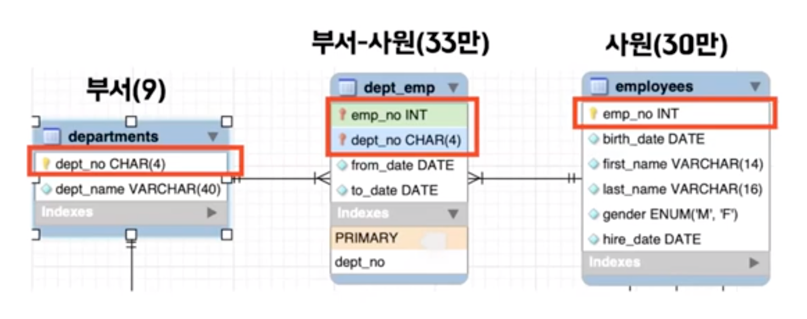 부서(9)
departments
dept_no CHAR(4)
dept_name VARCHAR(40)
Indexes
부서-사원(33만)
dept_emp
emp_no INT
dept_no CHAR(4)
from_date DATE
to_date DATE
Indexes
PRIMARY
dept_no
사원(30만)
employees
emp_no INT
birth_date DATE
first_name VARCHAR(14)
last_name VARCHAR(16)
gender ENUM('M', 'F')
hire_date DATE
Indexes